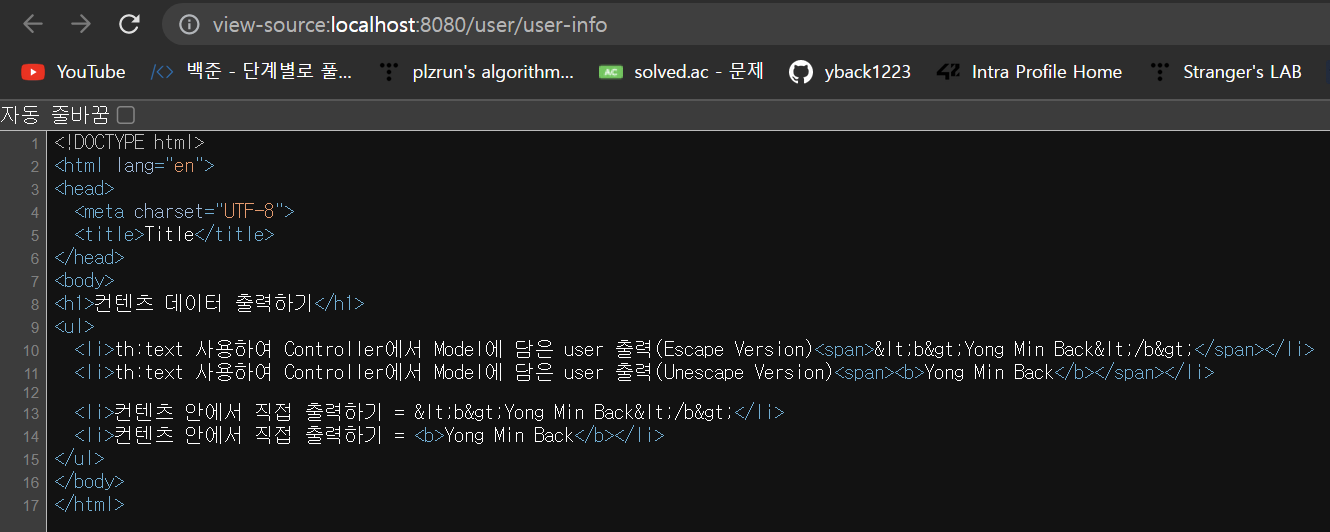 view-source:localhost:8080/user/user-info
YouTube 백준 - 단계별로 풀... plzrun's algorithm... AC solved.ac - 문제 yback1223 42 Intra Profile Home Stranger's LAB
자동 줄바꿈
1 <!DOCTYPE html>
2 <html lang="en">
3 <head>
4 <meta charset="UTF-8">
5 <title>Title</title>
6 </head>
7 <body>
8 <h1>컨텐츠 데이터 출력하기</h1>
9 <ul>
10 <li>th:text 사용하여 Controller에서 Model에 담은 user 출력(Escape Version)<span>&lt;b&gt;Yong Min Back&lt;/b&gt;</span></li>
11 <li>th:text 사용하여 Controller에서 Model에 담은 user 출력(Unescape Version)<span><b>Yong Min Back</b></span></li>
12
13 <li>컨텐츠 안에서 직접 출력하기 = &lt;b&gt;Yong Min Back&lt;/b&gt;</li>
14 <li>컨텐츠 안에서 직접 출력하기 = <b>Yong Min Back</b></li>
15 </ul>
16 </body>
17 </html>